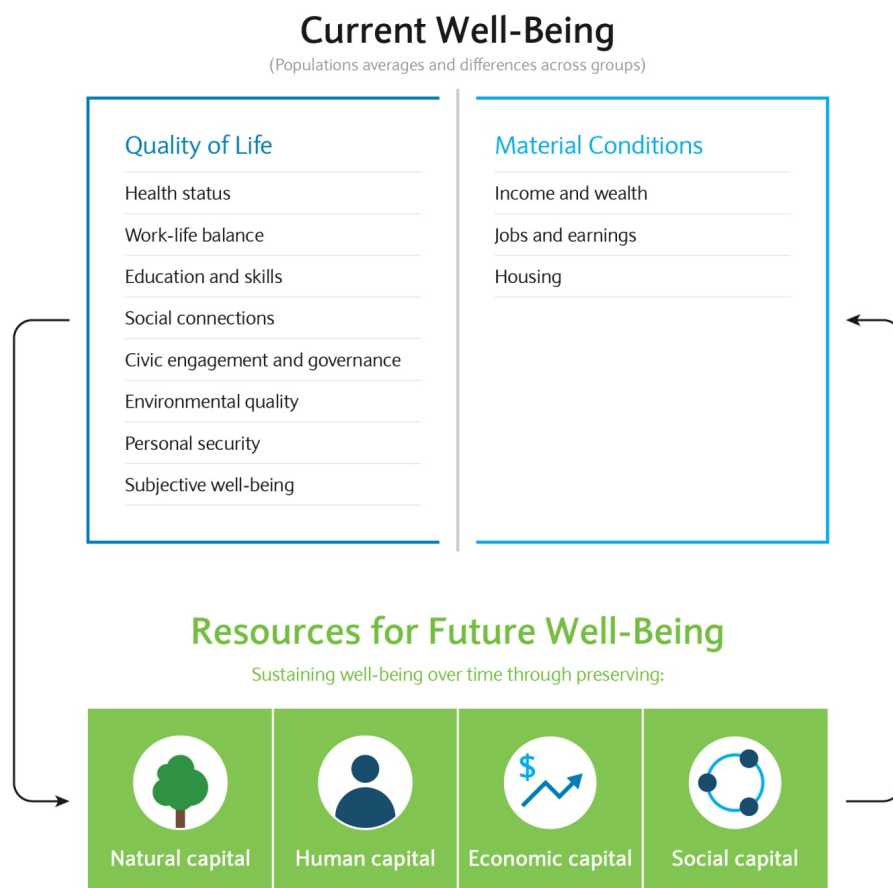 Current Well-Being
(Populations averages and differences across groups)
Quality of Life
Health status
Work-life balance
Education and skills
Social connections
Civic engagement and governance
Environmental quality
Personal security
Subjective well-being
Material Conditions
Income and wealth
Jobs and earnings
Housing
Resources for Future Well-Being
Sustaining well-being over time through preserving:
Natural capital
Human capital
$
Economic capital
Social capital